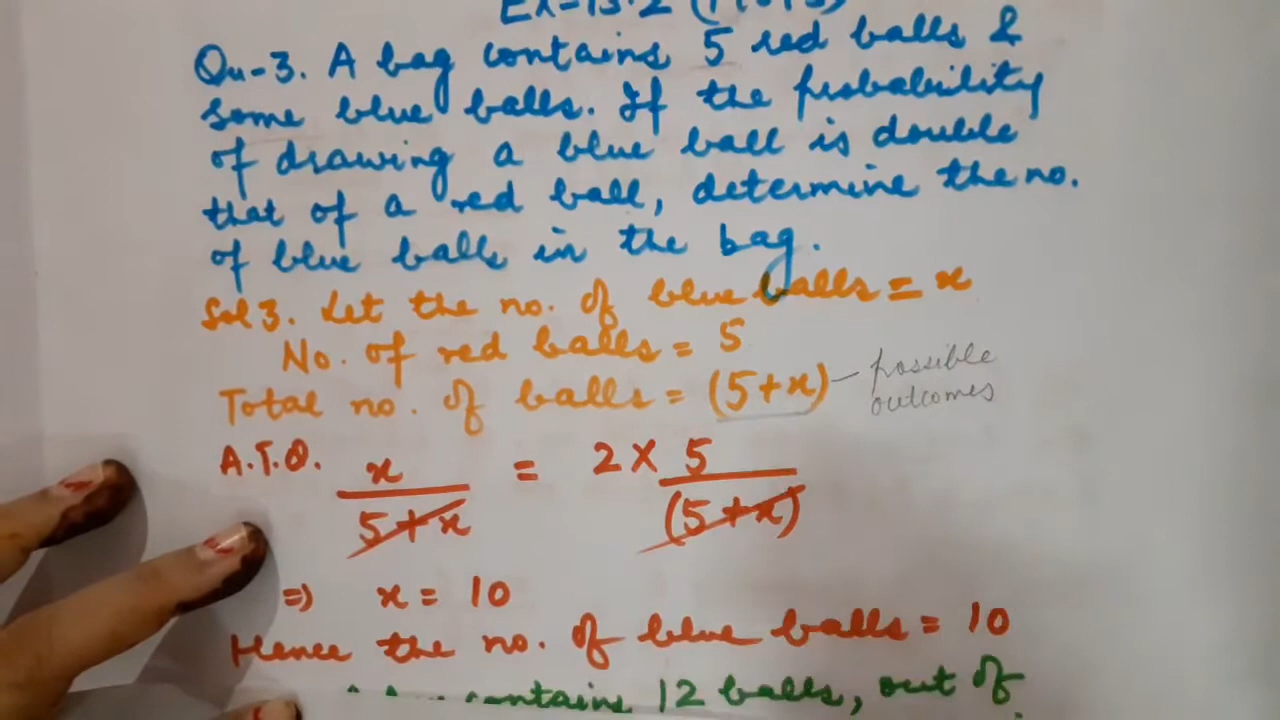 Qu-3. A bag contains 5 red balls &
some blue balls. If the probability
of drawing a blue ball is double
that of a red ball, determine the no.
of blue balls in the bag.
Sol 3. Let the no. of blue balls = x
No. of red balls = 5
Total no. of balls = (5+x) — possible outcomes
A.T.Q. x/5+x = 2 × 5/(5+x)
=> x = 10
Hence the no. of blue balls = 10
contains 12 balls, out of